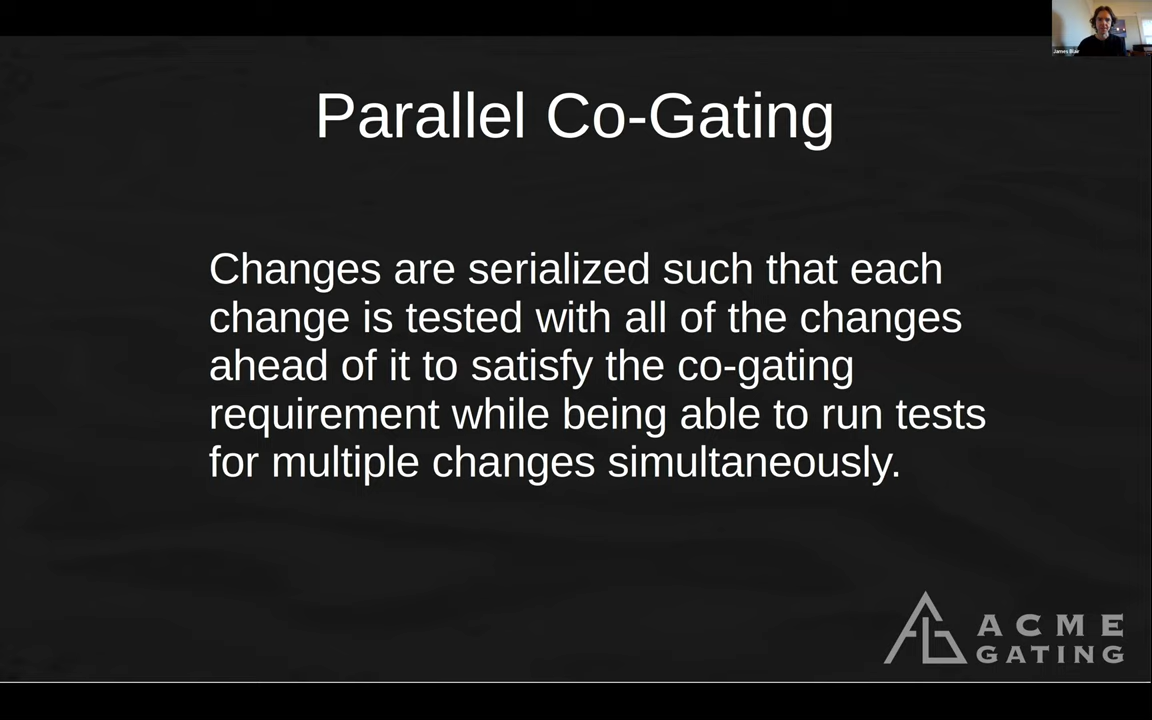 James Blair
Parallel Co-Gating
Changes are serialized such that each
change is tested with all of the changes
ahead of it to satisfy the co-gating
requirement while being able to run tests
for multiple changes simultaneously.
ACME
GATING